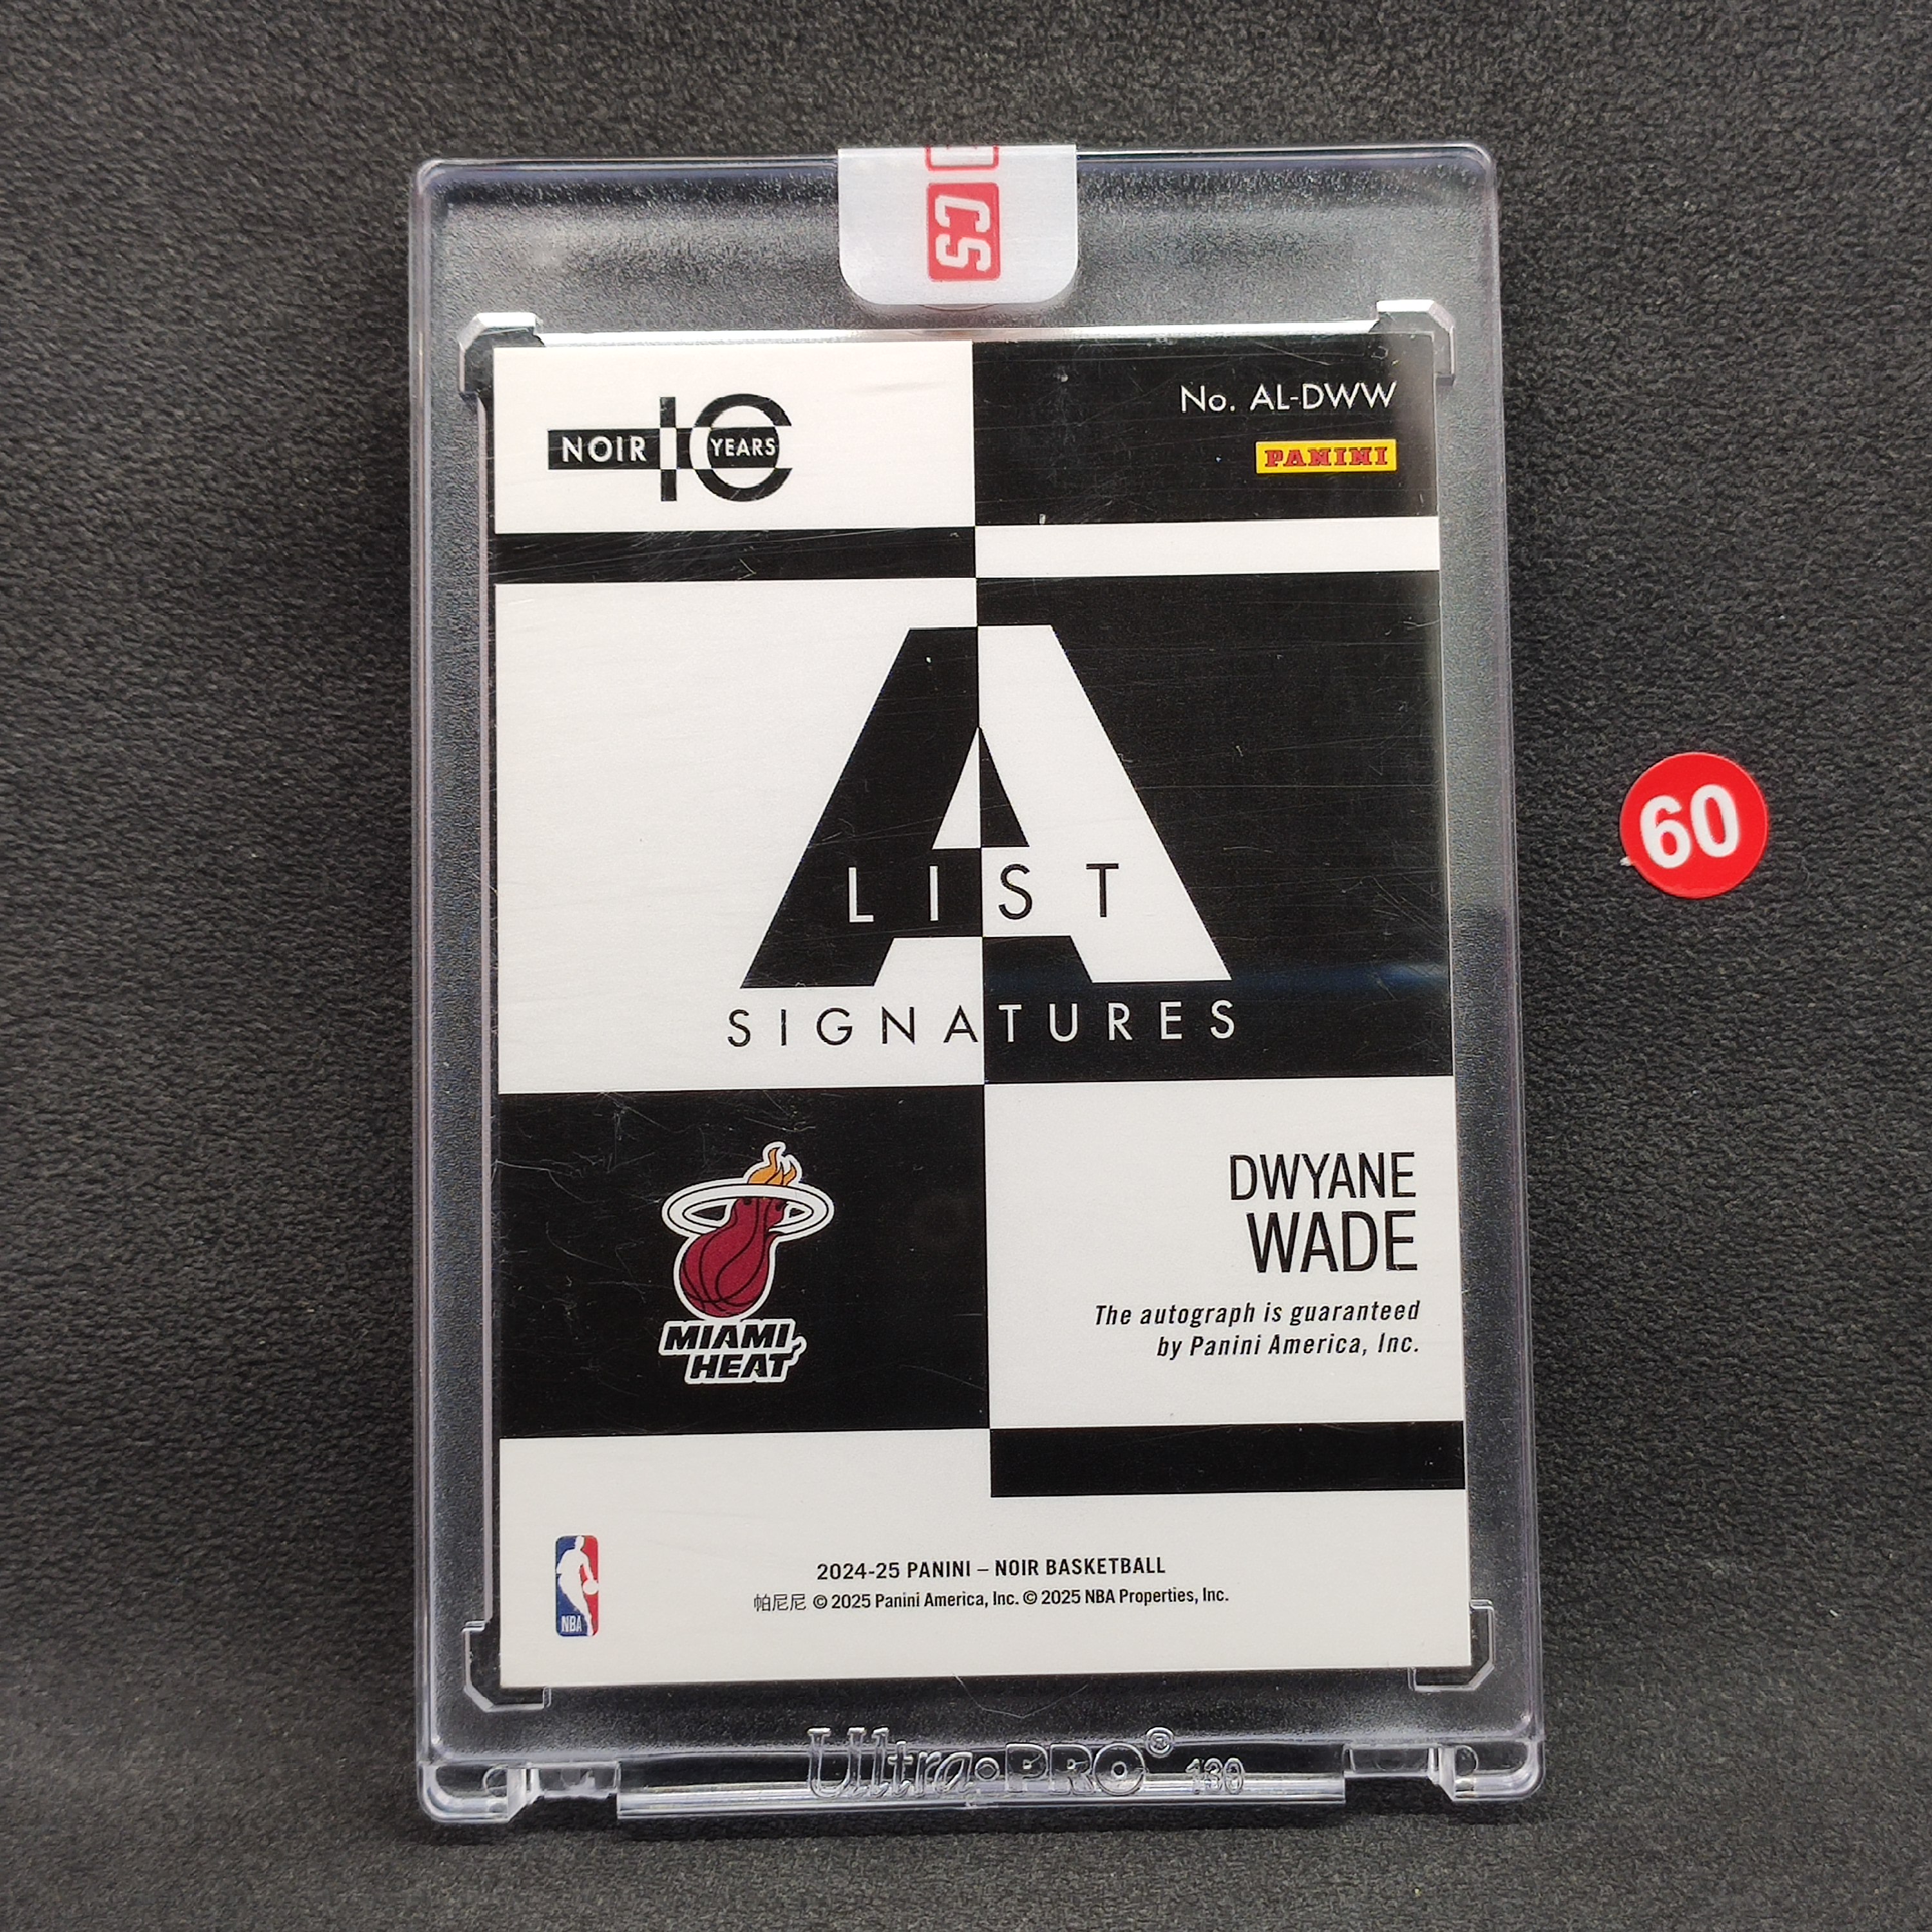 CS
NOIR 10 YEARS
No. AL-DWW
PANINI
A
LIST
SIGNATURES
60
MIAMI
HEAT
DWYANE
WADE
The autograph is guaranteed
by Panini America, Inc.
NBA
2024-25 PANINI – NOIR BASKETBALL
帕尼尼 © 2025 Panini America, Inc. © 2025 NBA Properties, Inc.
Ultra·PRO® 130